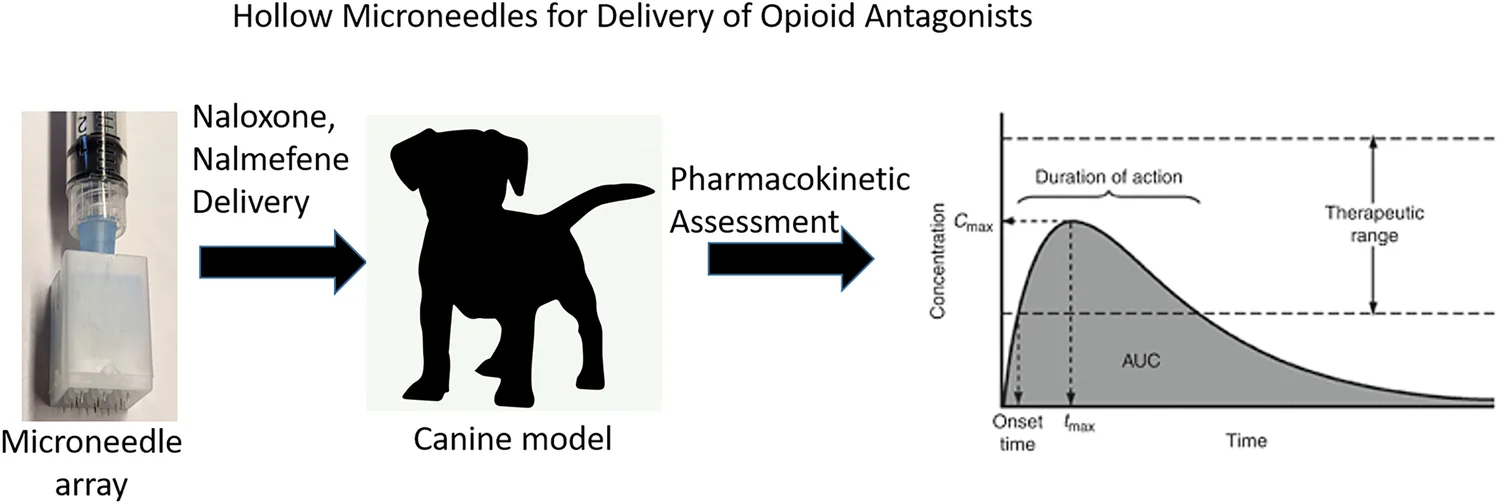 Hollow Microneedles for Delivery of Opioid Antagonists
2
Naloxone,
Nalmefene
Delivery
Microneedle
array
Canine model
Pharmacokinetic
Assessment
Concentration
Cmax
Duration of action
Therapeutic
range
AUC
Onset
time
tmax
Time